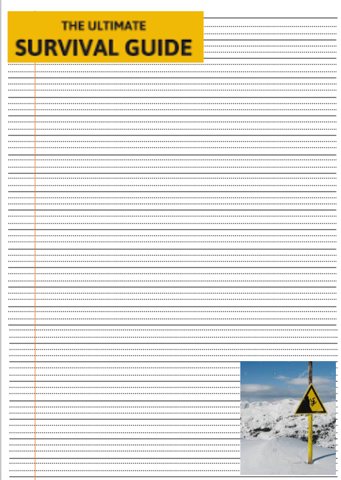 THE ULTIMATE
SURVIVAL GUIDE